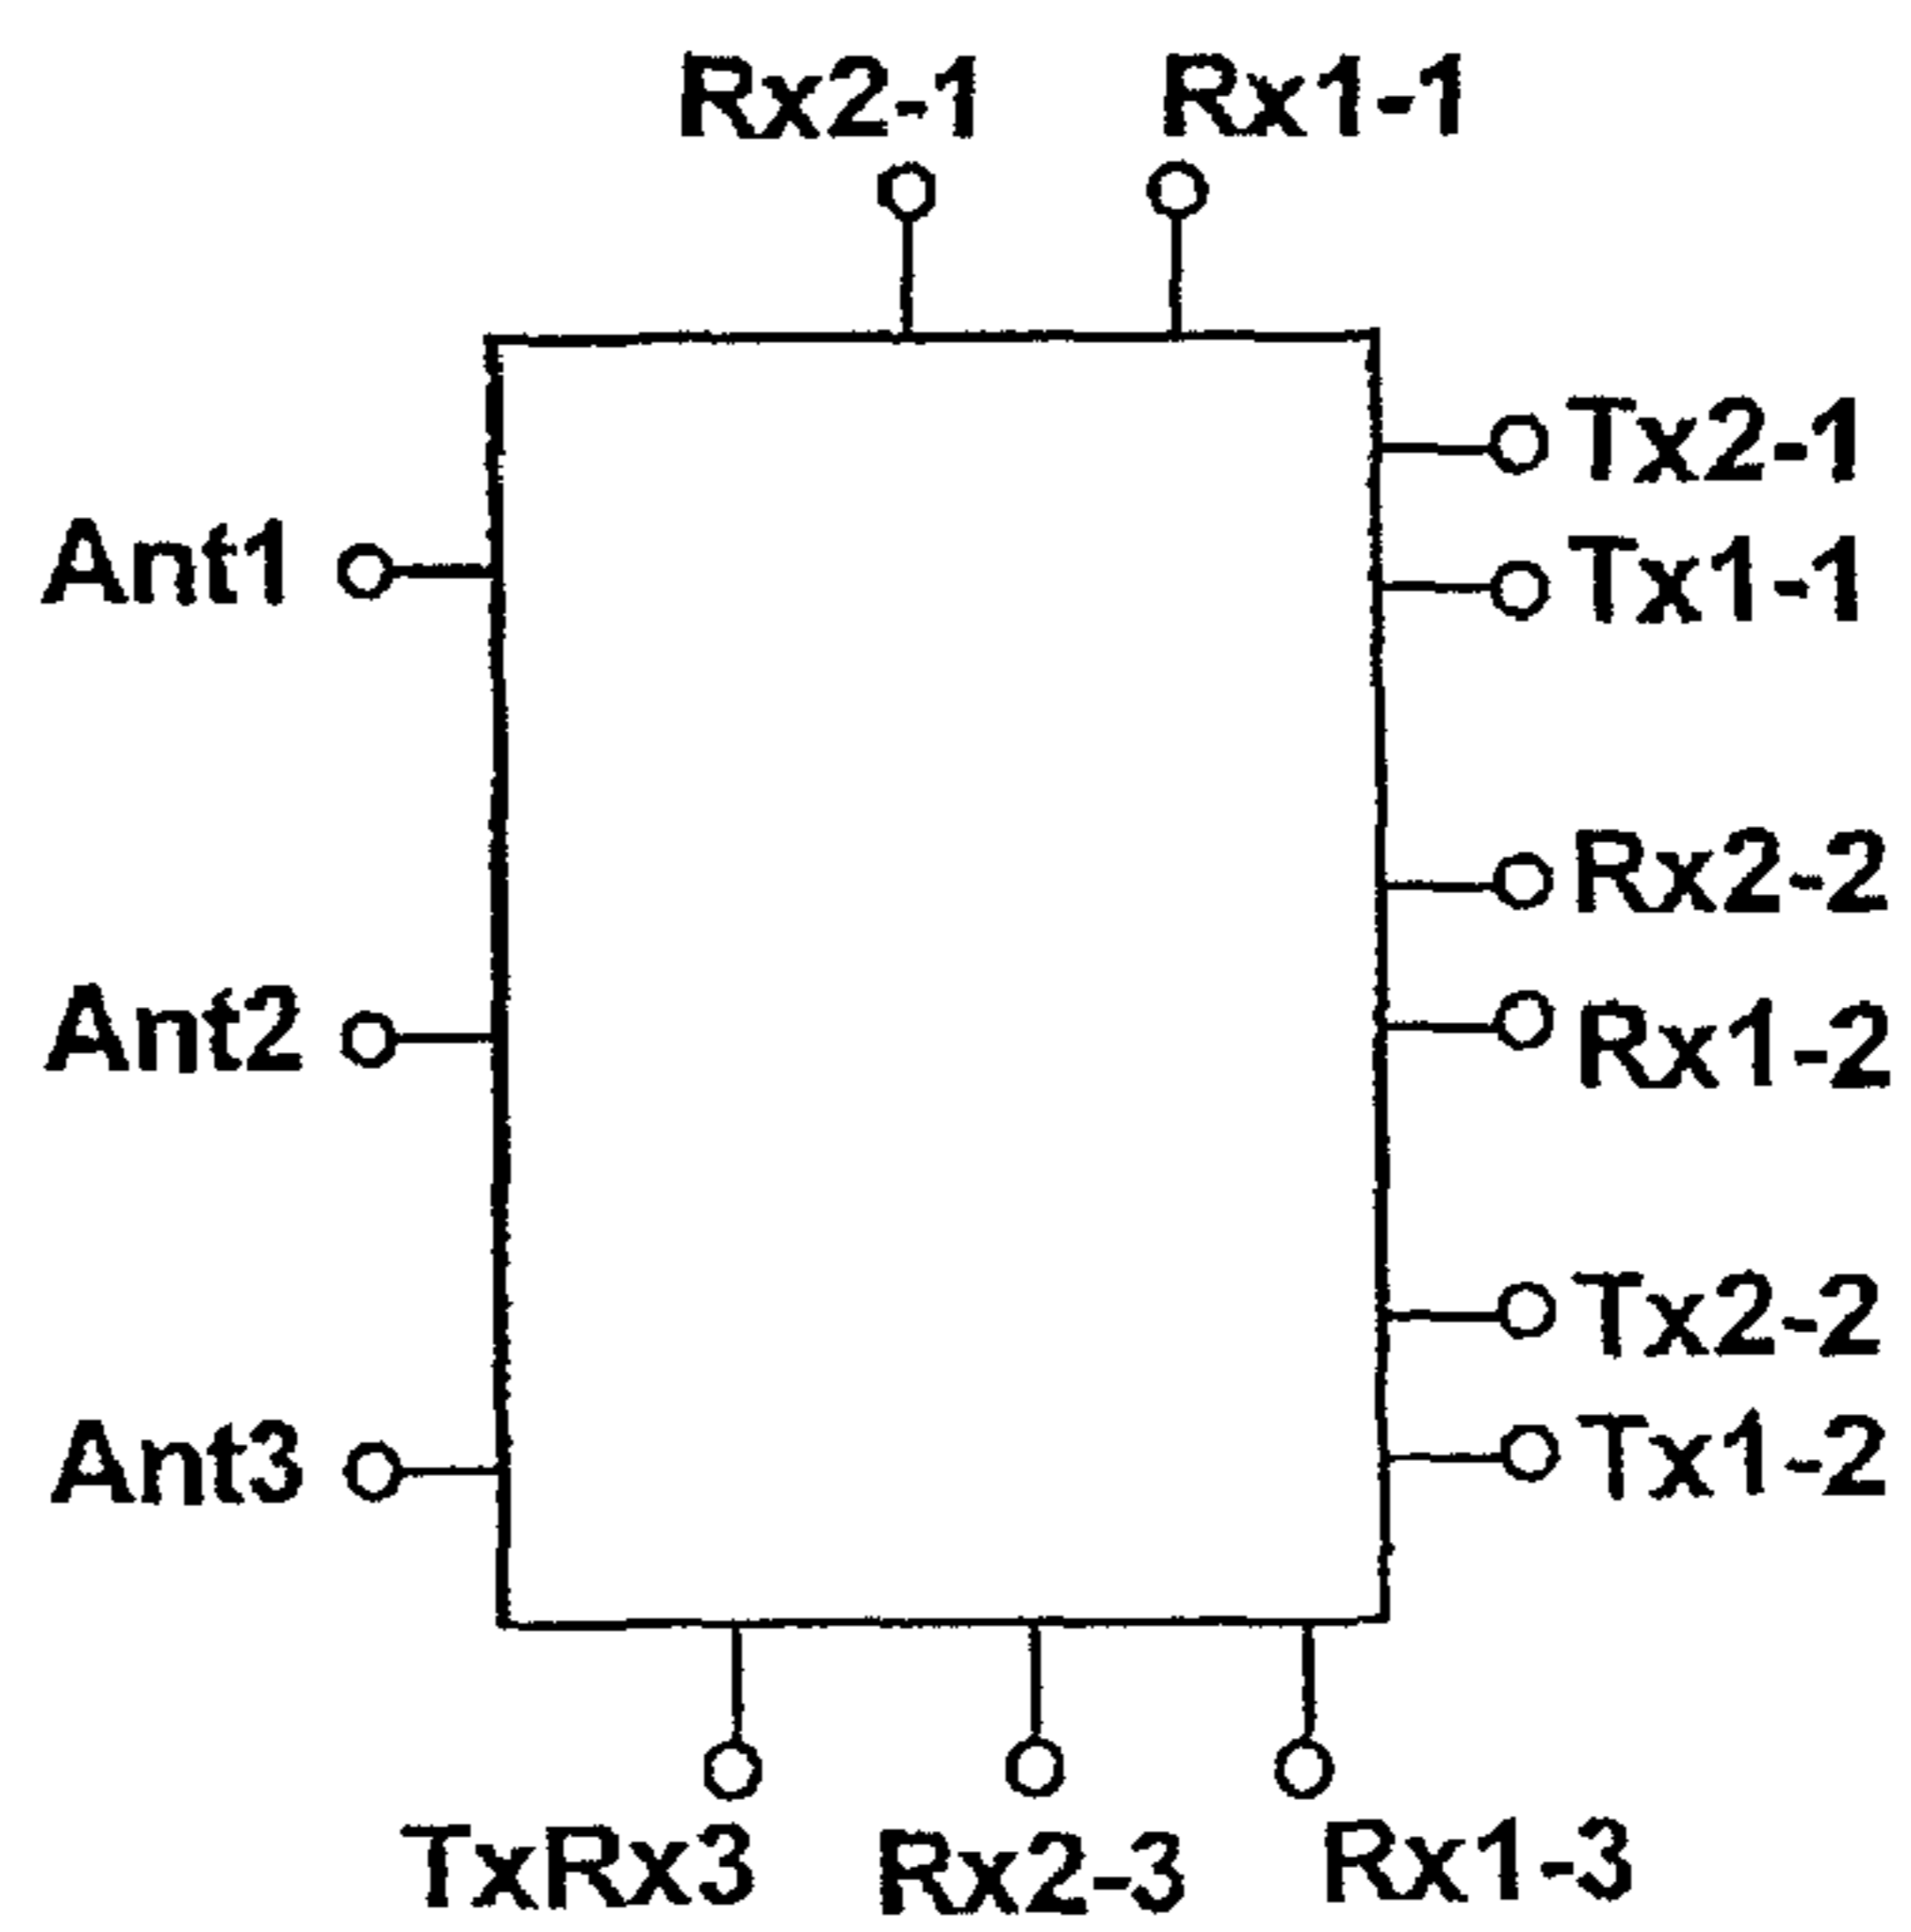 Rx2-1 Rx1-1
Tx2-1
Ant1
Tx1-1
Rx2-2
Ant2
Rx1-2
Tx2-2
Ant3
Tx1-2
TxRx3 Rx2-3 Rx1-3